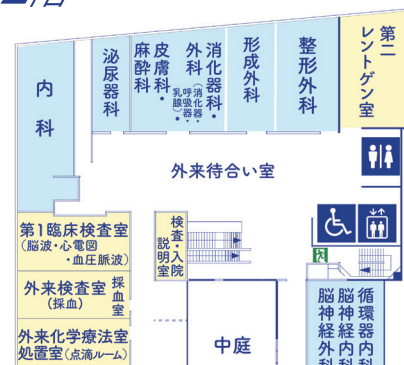 内科
泌尿器科
皮膚科・
麻酔科
消化器科・
外科(消化器・
呼吸器・
乳腺)
形成外科
整形外科
第二
レントゲン室
外来待合い室
第1臨床検査室
(脳波・心電図
・血圧脈波)
外来検査室
(採血)
採血室
外来化学療法室
処置室(点滴ルーム)
検査・入院
説明室
中庭
循環器内科
脳神経内科
脳神経外科